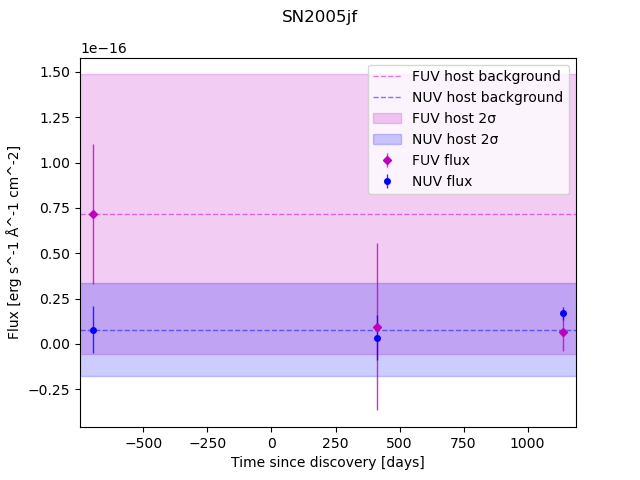 SN2005jf
1e−16
1.50
1.25
1.00
0.75
0.50
0.25
0.00
−0.25
Flux [erg s^-1 Å^-1 cm^-2]
FUV host background
NUV host background
FUV host 2σ
NUV host 2σ
FUV flux
NUV flux
−500
−250
0
250
500
750
1000
Time since discovery [days]